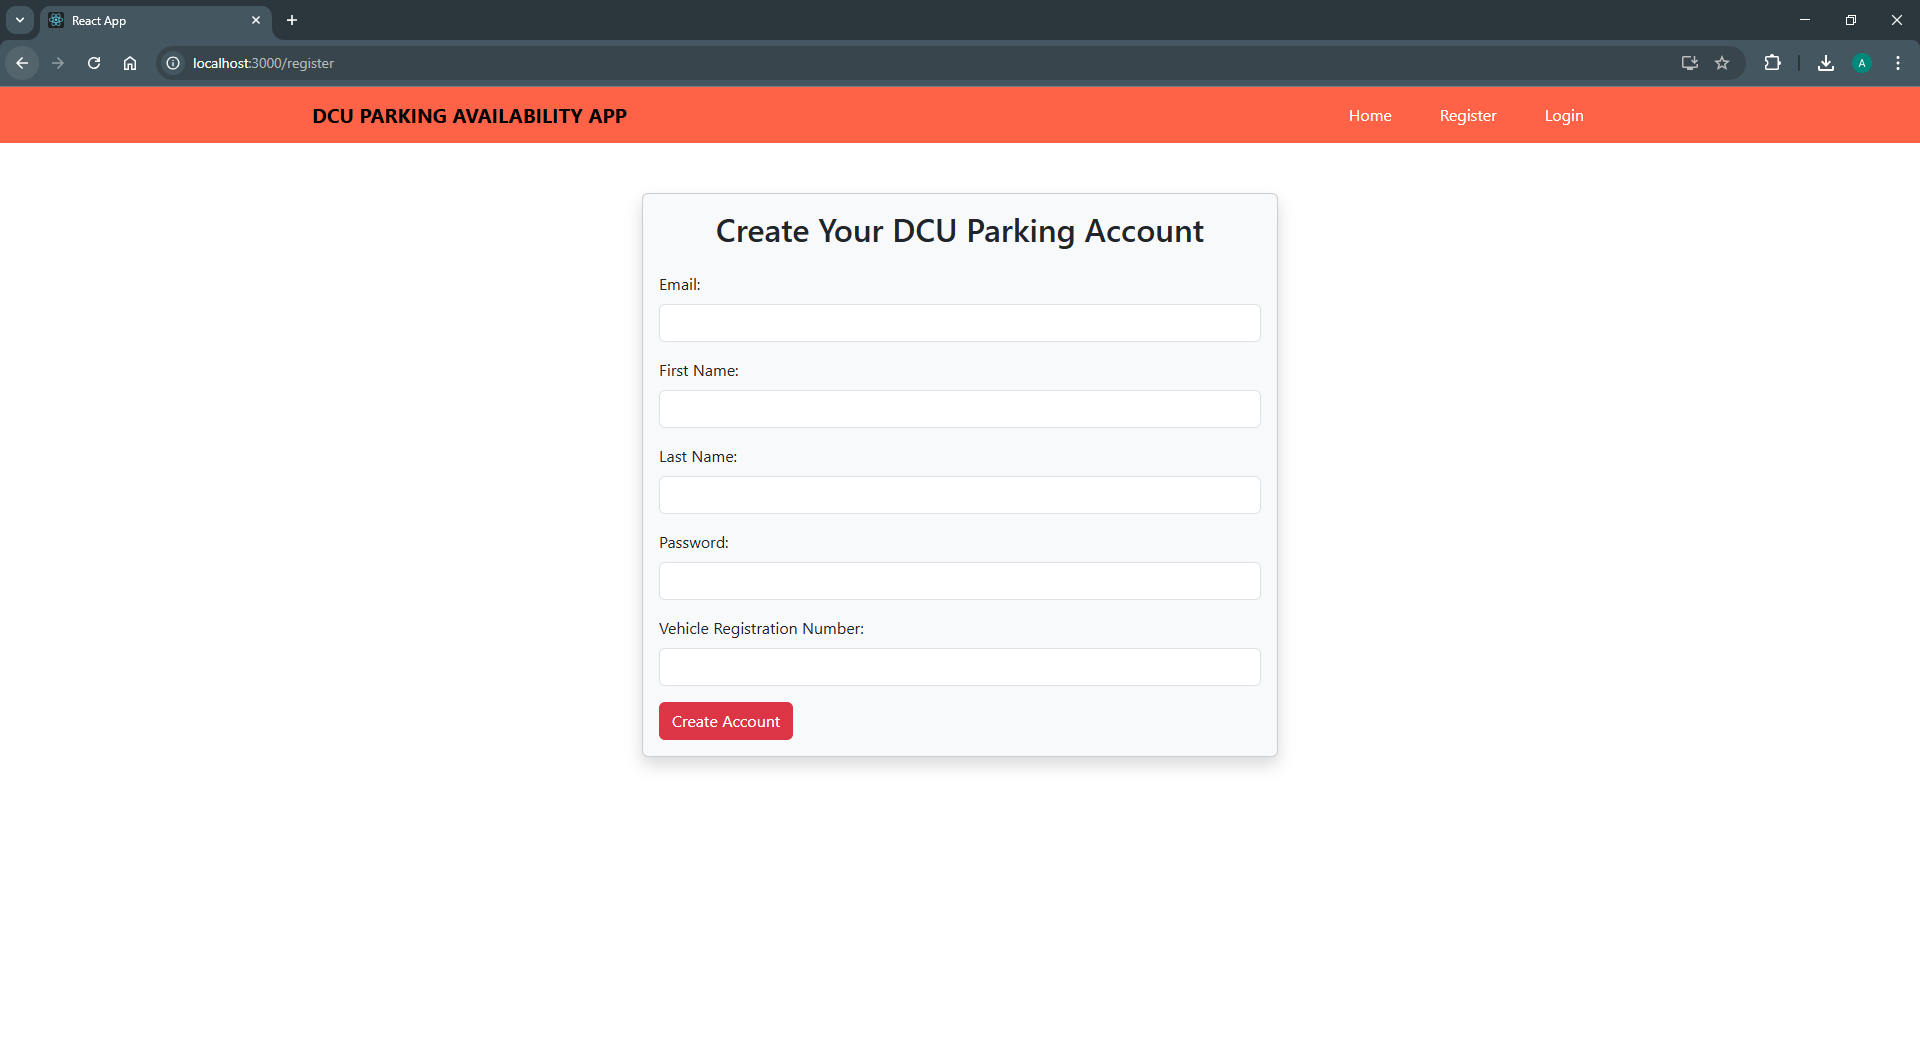 React App
localhost:3000/register
A
DCU PARKING AVAILABILITY APP
Home
Register
Login
Create Your DCU Parking Account
Email:
First Name:
Last Name:
Password:
Vehicle Registration Number:
Create Account